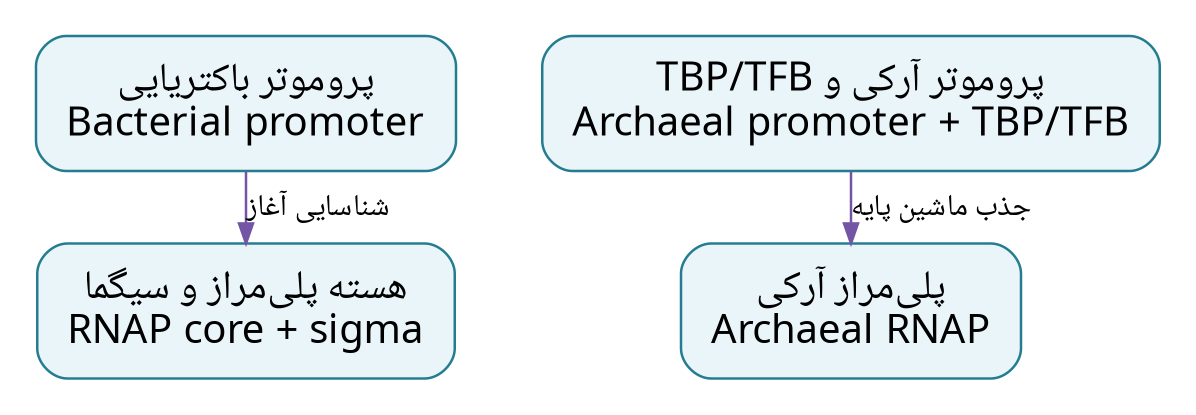 پروموتر باکتریایی
Bacterial promoter
پروموتر آرکی و TBP/TFB
Archaeal promoter + TBP/TFB
شناسایی آغاز
جذب ماشین پایه
هسته پلی‌مراز و سیگما
RNAP core + sigma
پلی‌مراز آرکی
Archaeal RNAP